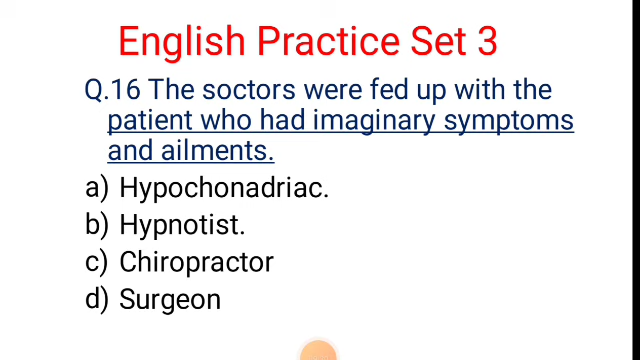 English Practice Set 3
Q.16 The soctors were fed up with the
patient who had imaginary symptoms
and ailments.
a) Hypochonadriac.
b) Hypnotist.
c) Chiropractor
d) Surgeon